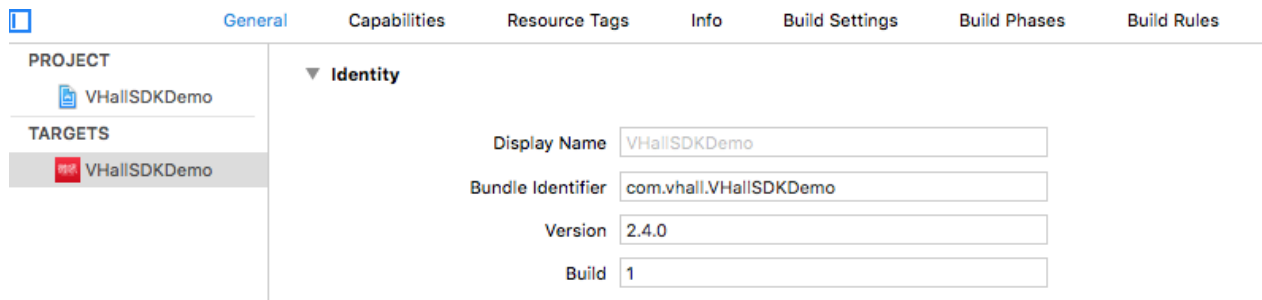 General Capabilities Resource Tags Info Build Settings Build Phases Build Rules
PROJECT
VHallSDKDemo
TARGETS
VHallSDKDemo
Identity
Display Name VHallSDKDemo
Bundle Identifier com.vhall.VHallSDKDemo
Version 2.4.0
Build 1